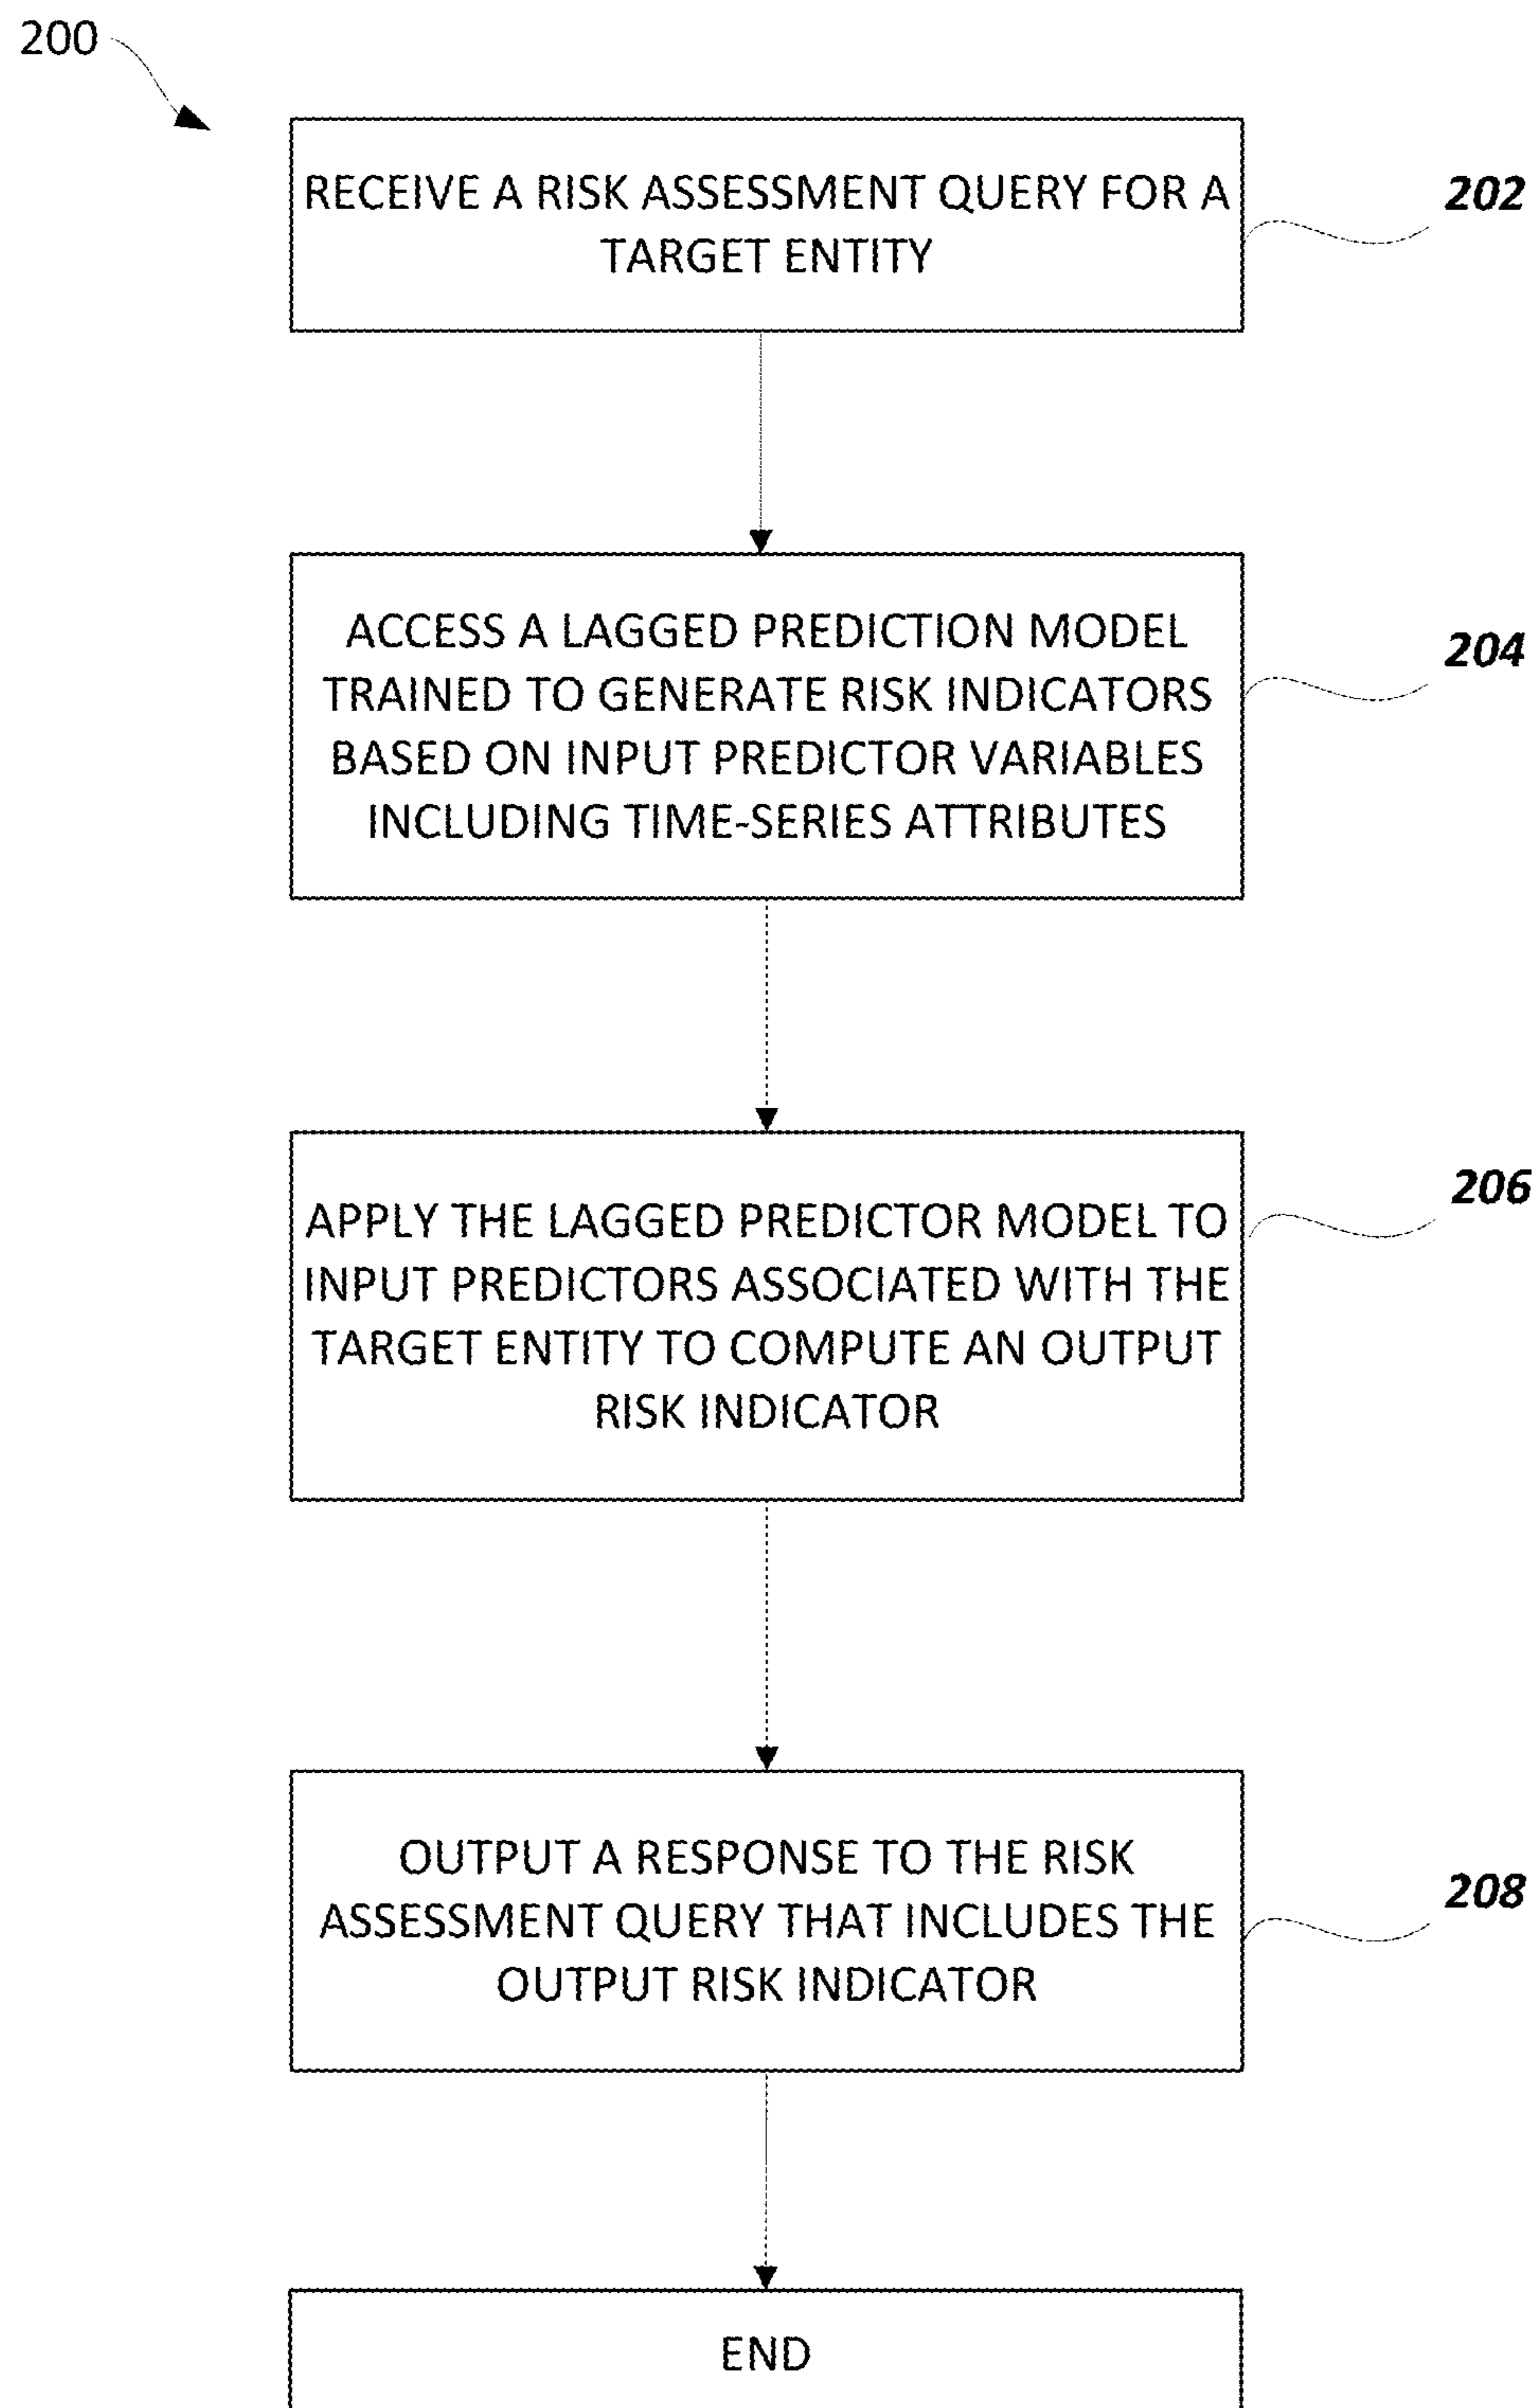 200
RECEIVE A RISK ASSESSMENT QUERY FOR A
TARGET ENTITY
202
ACCESS A LAGGED PREDICTION MODEL
TRAINED TO GENERATE RISK INDICATORS
BASED ON INPUT PREDICTOR VARIABLES
INCLUDING TIME-SERIES ATTRIBUTES
204
APPLY THE LAGGED PREDICTOR MODEL TO
INPUT PREDICTORS ASSOCIATED WITH THE
TARGET ENTITY TO COMPUTE AN OUTPUT
RISK INDICATOR
206
OUTPUT A RESPONSE TO THE RISK
ASSESSMENT QUERY THAT INCLUDES THE
OUTPUT RISK INDICATOR
208
END